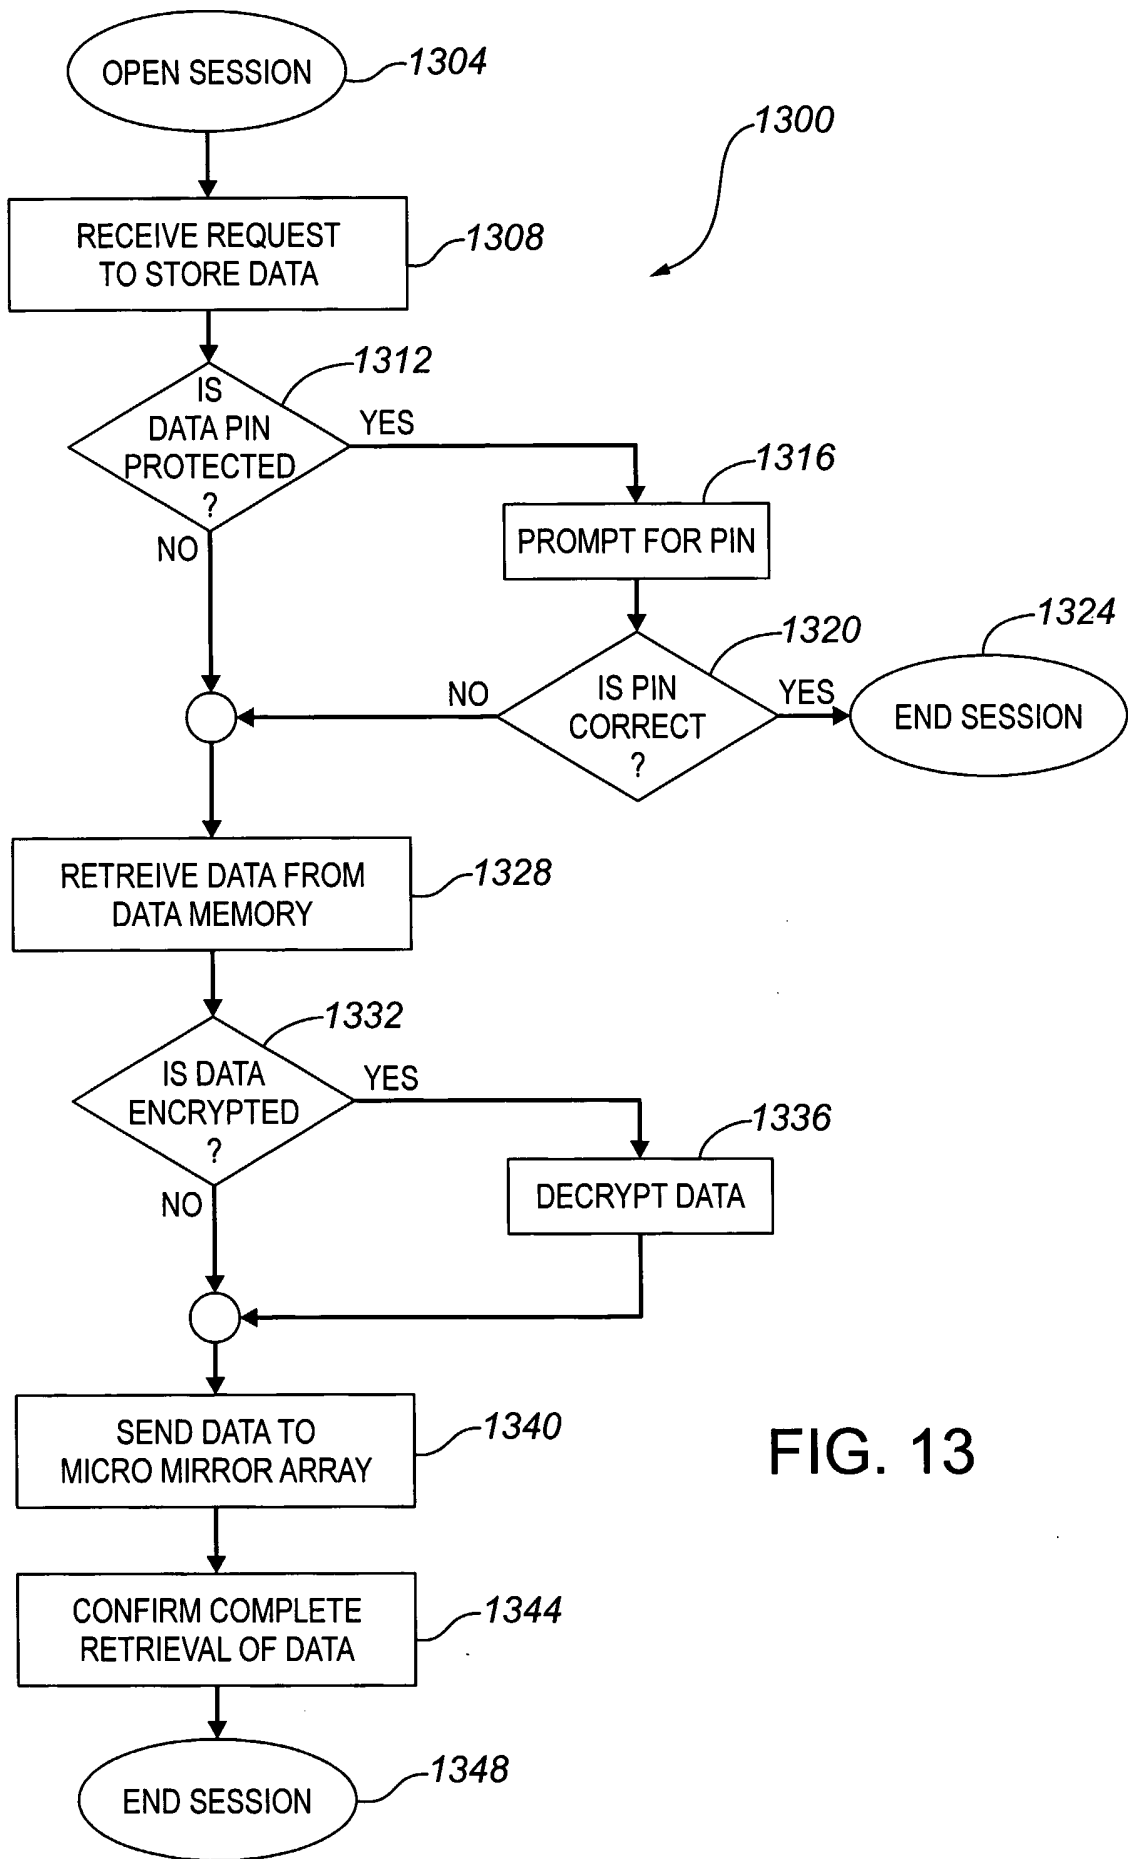 OPEN SESSION
1304
1300
RECEIVE REQUEST
TO STORE DATA
1308
1312
IS
DATA PIN
PROTECTED
?
YES
NO
1316
PROMPT FOR PIN
1320
1324
IS PIN
CORRECT
?
NO
YES
END SESSION
RETREIVE DATA FROM
DATA MEMORY
1328
1332
IS DATA
ENCRYPTED
?
YES
NO
1336
DECRYPT DATA
SEND DATA TO
MICRO MIRROR ARRAY
1340
FIG. 13
CONFIRM COMPLETE
RETRIEVAL OF DATA
1344
END SESSION
1348